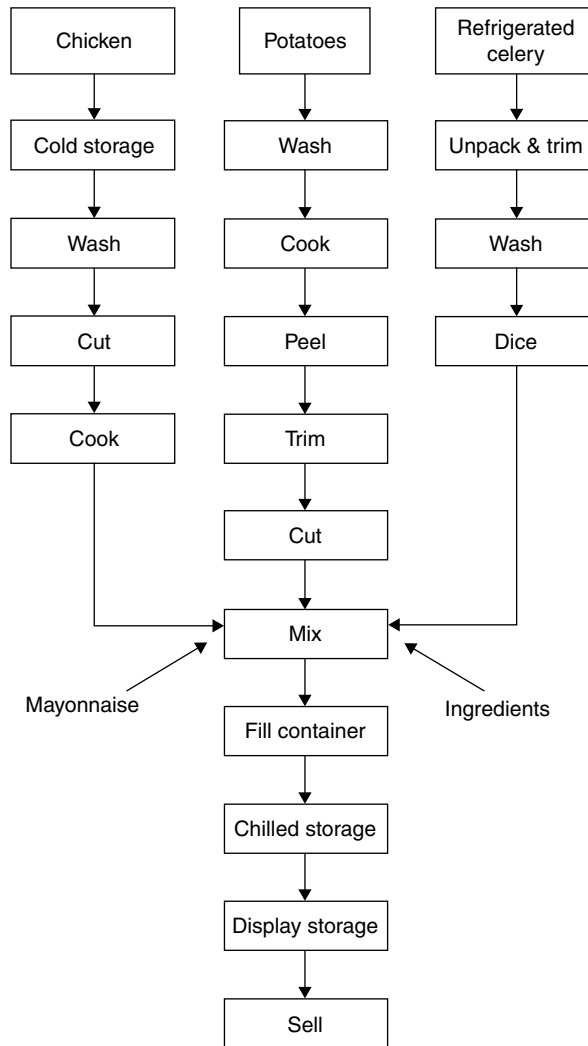 Chicken
Potatoes
Refrigerated
celery
Cold storage
Wash
Unpack & trim
Wash
Cook
Wash
Cut
Peel
Dice
Cook
Trim
Cut
Mix
Mayonnaise
Ingredients
Fill container
Chilled storage
Display storage
Sell